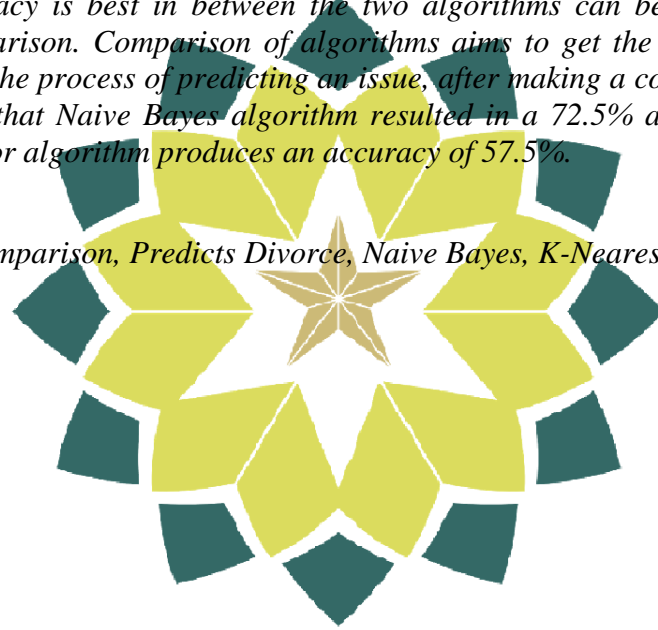 acy is best in between the two algorithms can be
arison. Comparison of algorithms aims to get the
he process of predicting an issue, after making a co
that Naive Bayes algorithm resulted in a 72.5% a
or algorithm produces an accuracy of 57.5%.
mparison, Predicts Divorce, Naive Bayes, K-Neares